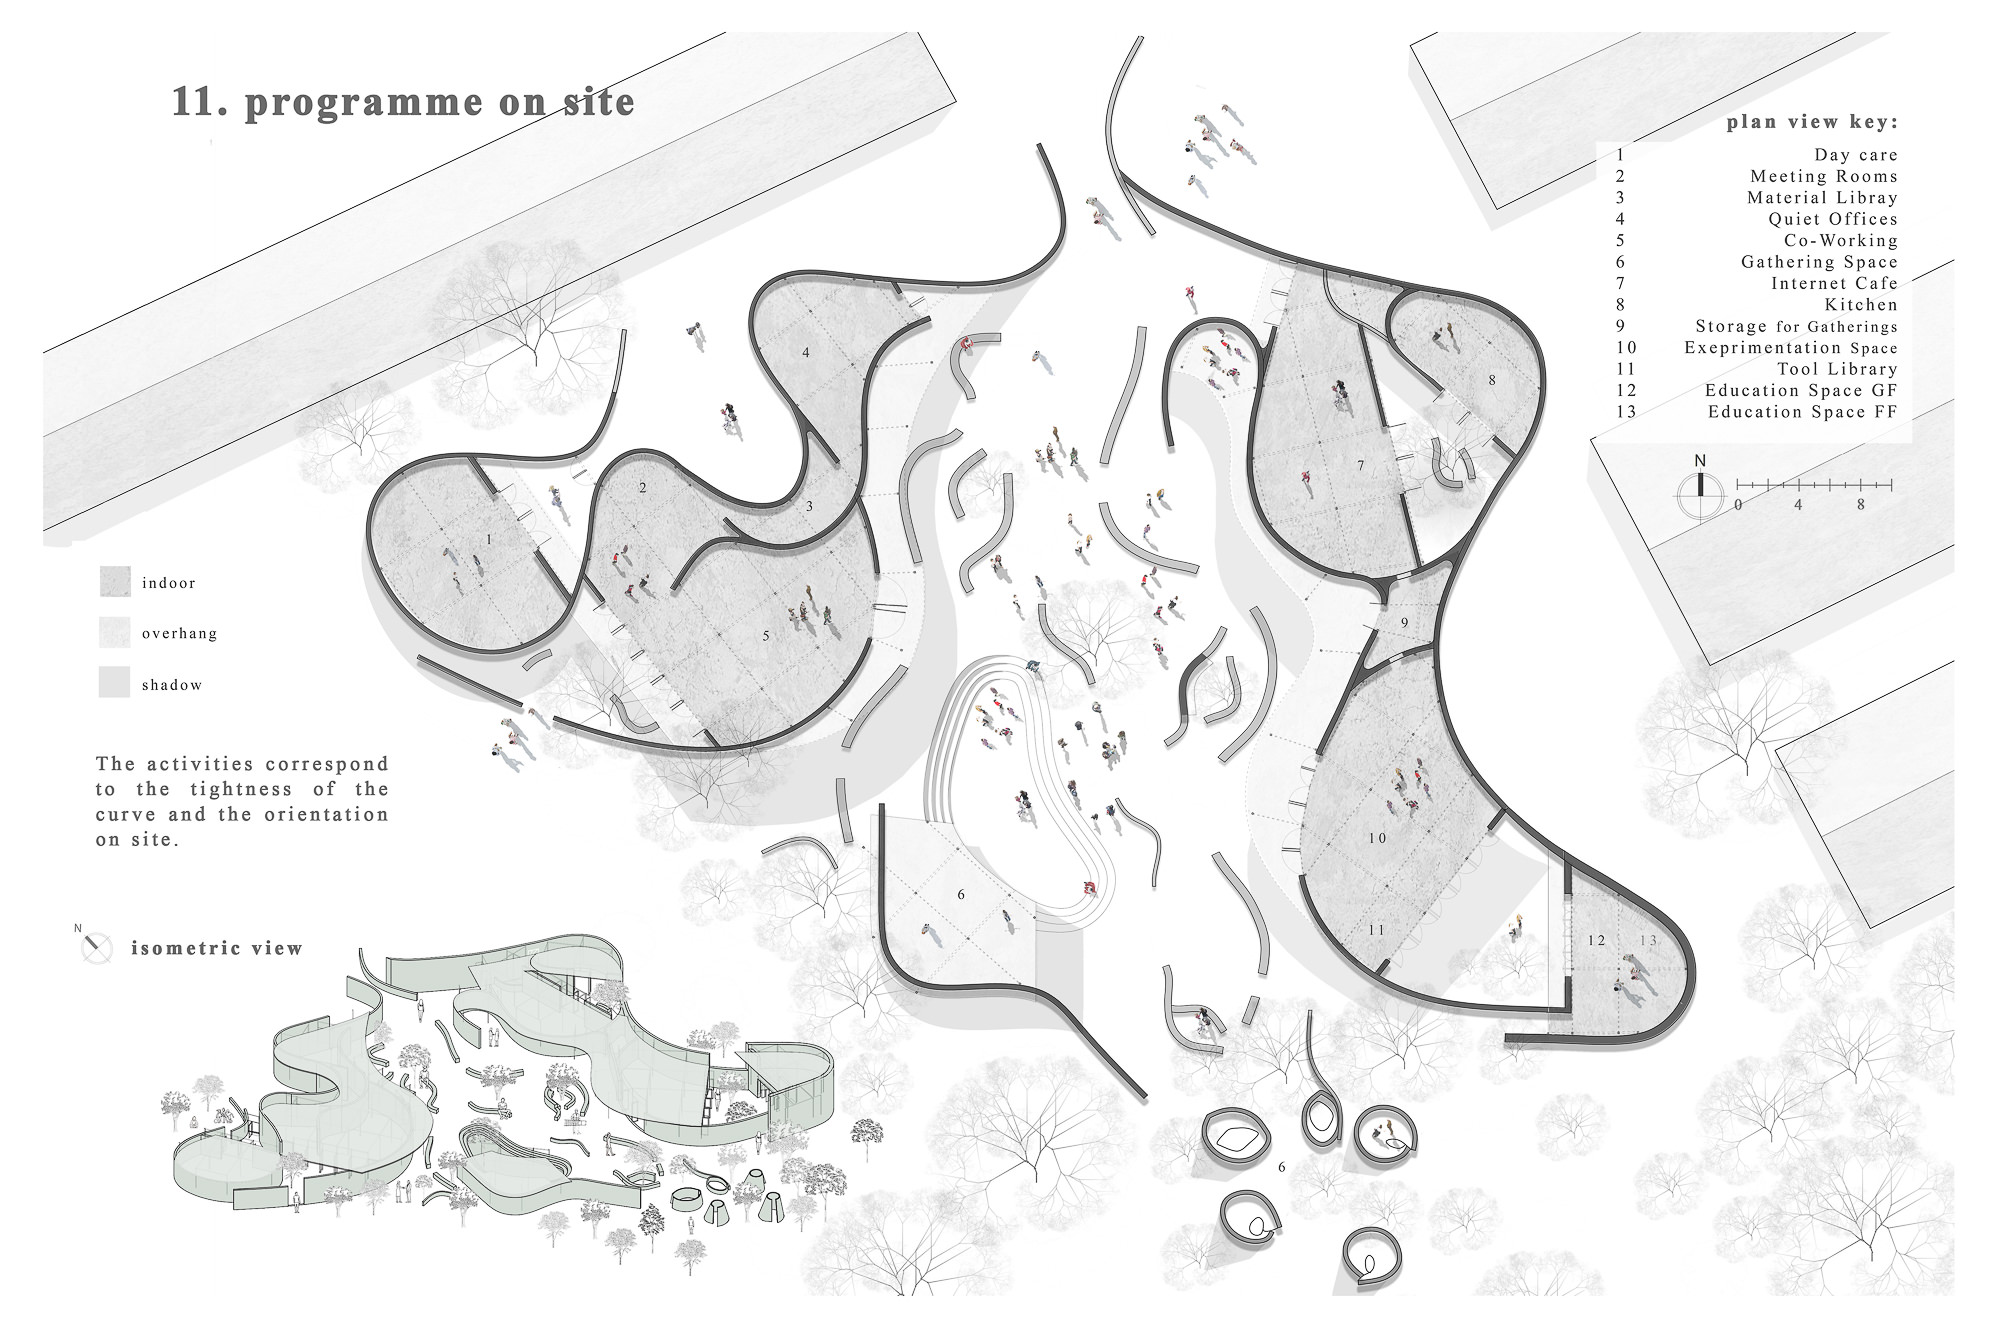 11. programme on site
plan view key:
1 Day care
2 Meeting Rooms
3 Material Libray
4 Quiet Offices
5 Co-Working
6 Gathering Space
7 Internet Cafe
8 Kitchen
9 Storage for Gatherings
10 Exeprimentation Space
11 Tool Library
12 Education Space GF
13 Education Space FF
N
0 4 8
4
8
2
7
3
1
5
9
indoor
overhang
shadow
The activities correspond
to the tightness of the
curve and the orientation
on site.
10
6
11
12 13
N
isometric view
6